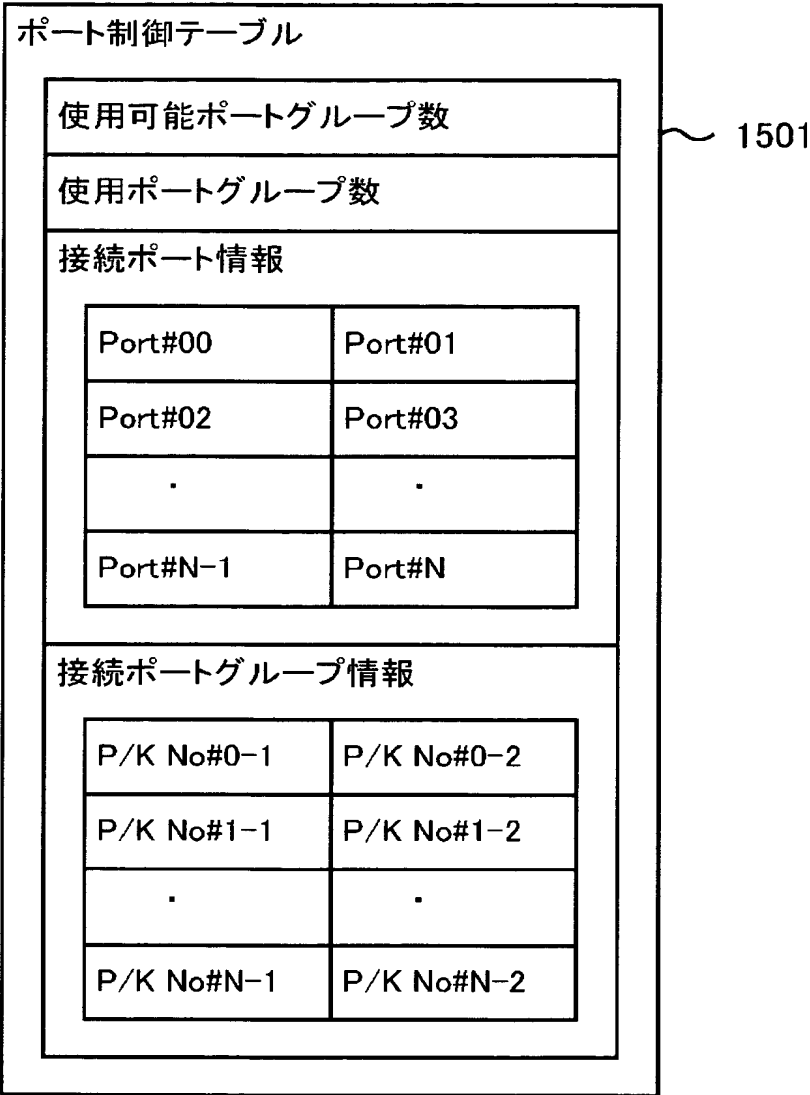 ポート制御テーブル
使用可能ポートグループ数
1501
使用ポートグループ数
接続ポート情報
Port#00 Port#01
Port#02 Port#03
・ ・
Port#N-1 Port#N
接続ポートグループ情報
P/K No#0-1 P/K No#0-2
P/K No#1-1 P/K No#1-2
・ ・
P/K No#N-1 P/K No#N-2